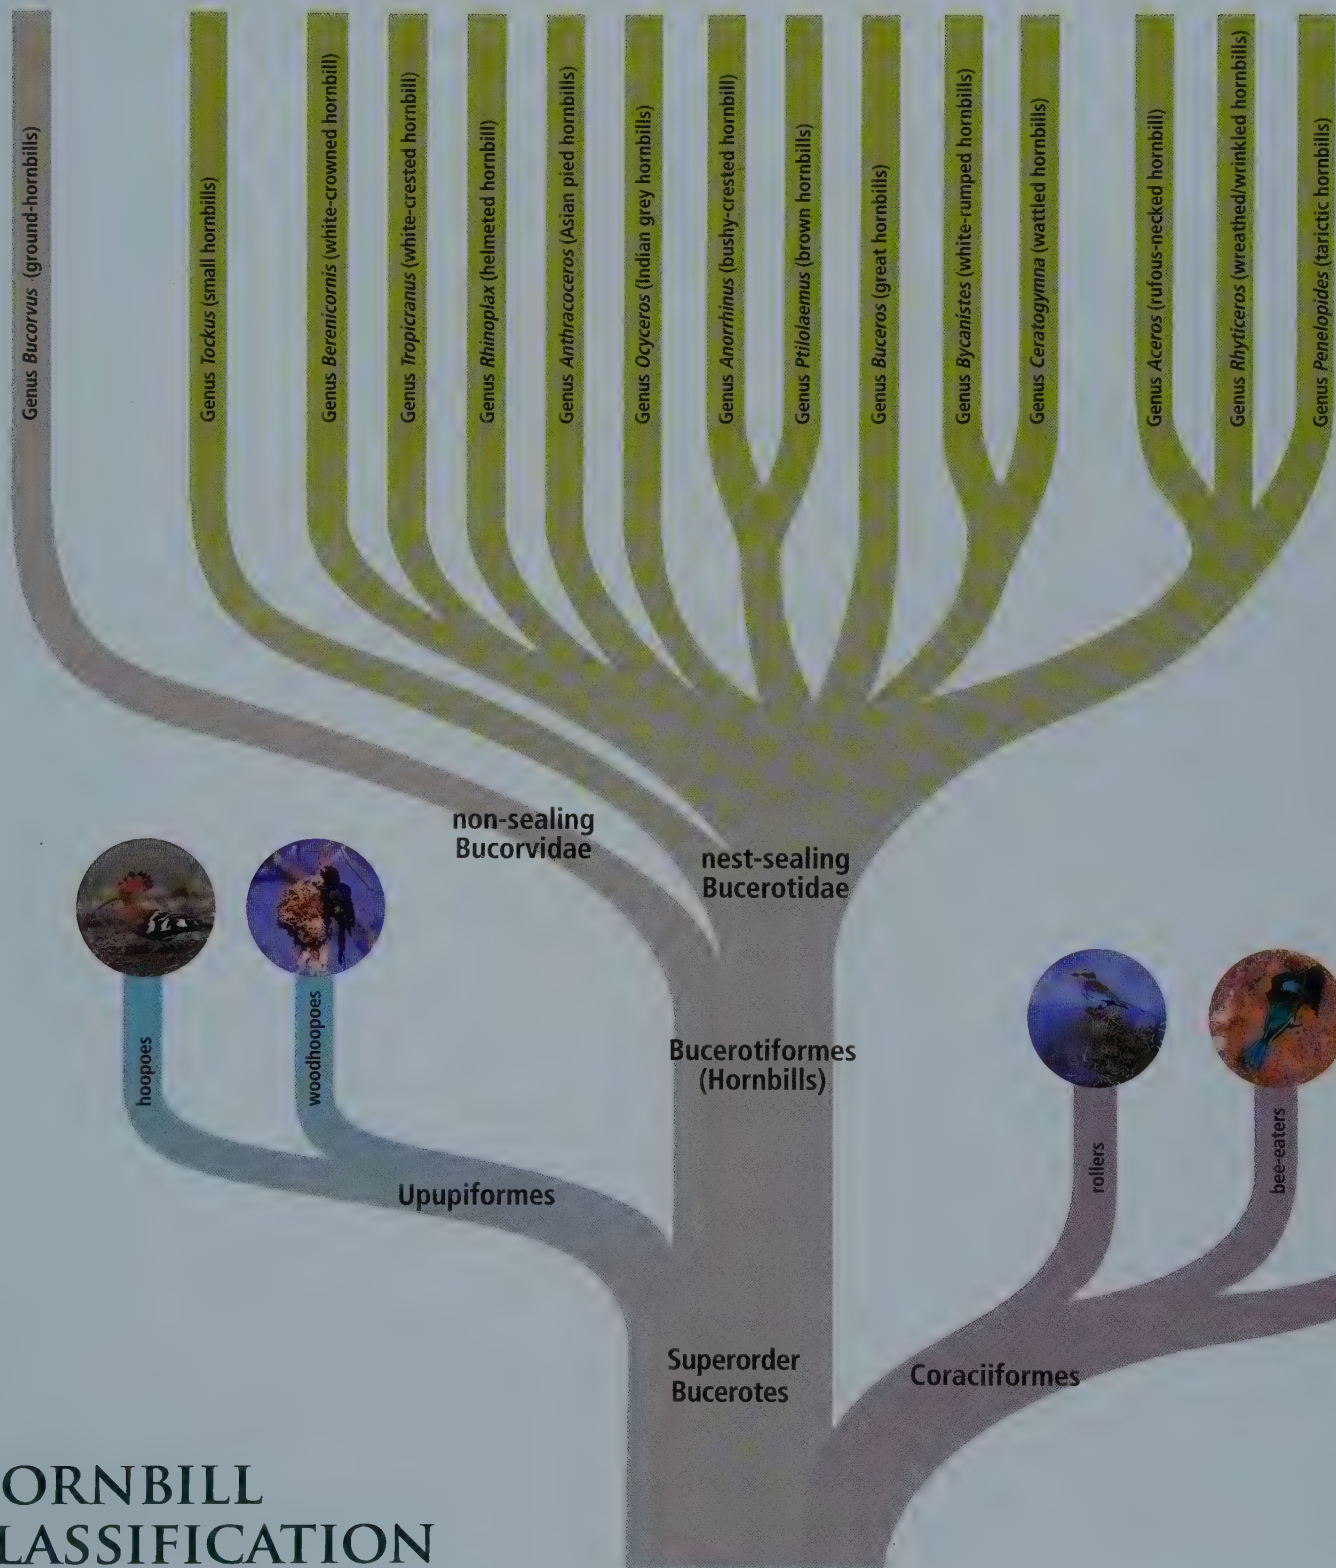 Genus Bucorvus (ground-hornbills)
Genus Tockus (small hornbills)
Genus Berenicornis (white-crowned hornbill)
Genus Tropicranus (white-crested hornbill)
Genus Rhinoplax (helmeted hornbill)
Genus Anthracoceros (Asian pied hornbills)
Genus Ocyceros (Indian grey hornbills)
Genus Anorrhinus (bushy-crested hornbill)
Genus Ptilolaemus (brown hornbills)
Genus Buceros (great hornbills)
Genus Bycanistes (white-rumped hornbills)
Genus Ceratogymna (wattled hornbills)
Genus Aceros (rufous-necked hornbill)
Genus Rhyticeros (wreathed/wrinkled hornbills)
Genus Penelopides (tarictic hornbills)
non-sealing
Bucorvidae
nest-sealing
Bucerotidae
hoopoes
woodhoopoes
Bucerotiformes
(Hornbills)
rollers
bee-eaters
Upupiformes
Superorder
Bucerotes
Coraciiformes
ORNBILL
LASSIFICATION